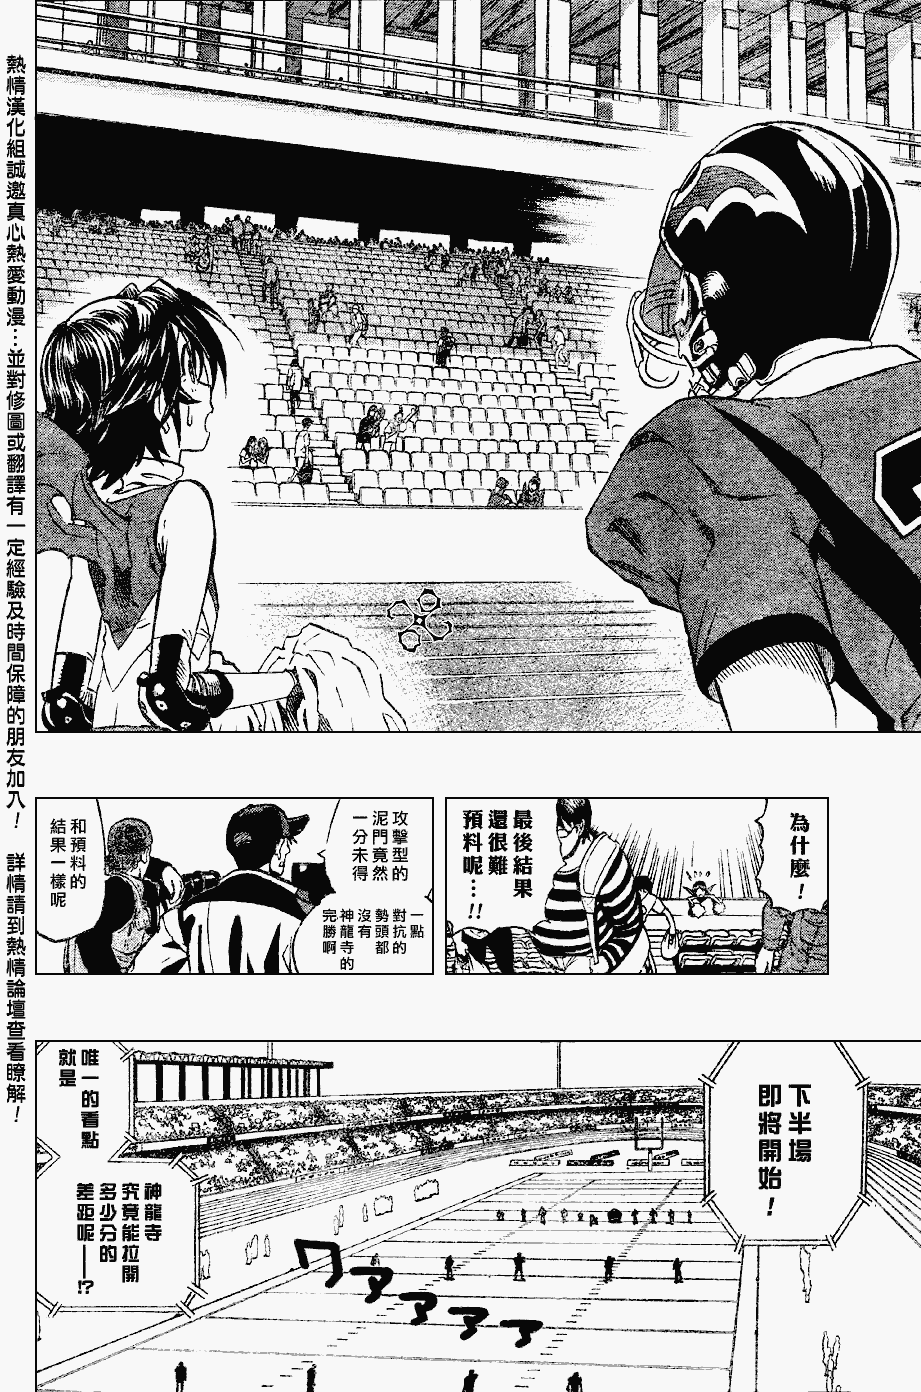 熱情漢化組誠邀真心熱愛動漫…並對修圖或翻譯有一定經驗及時間保障的朋友加入！ 詳情請到熱情論壇查看瞭解！
為什麼！
最後結果
還很難
預料呢…!!
攻擊型的
泥門竟然
一分未得
一點
對抗的
勢頭都
沒有
神龍寺的
完勝啊
和預料的
結果一樣呢
下半場
即將開始！
唯一的看點
就是
神龍寺
究竟能拉開
多少分的
差距呢——!?
ワァァァァ